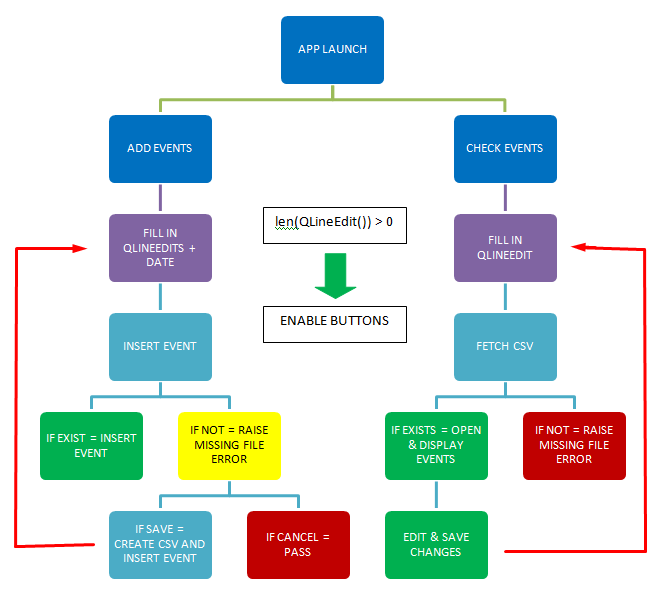 APP LAUNCH
ADD EVENTS
CHECK EVENTS
FILL IN
QLINEEDITS +
DATE
len(QLineEdit()) > 0
FILL IN
QLINEEDIT
ENABLE BUTTONS
INSERT EVENT
FETCH CSV
IF EXIST = INSERT
EVENT
IF NOT = RAISE
MISSING FILE
ERROR
IF EXISTS = OPEN
& DISPLAY
EVENTS
IF NOT = RAISE
MISSING FILE
ERROR
IF SAVE =
CREATE CSV AND
INSERT EVENT
IF CANCEL =
PASS
EDIT & SAVE
CHANGES